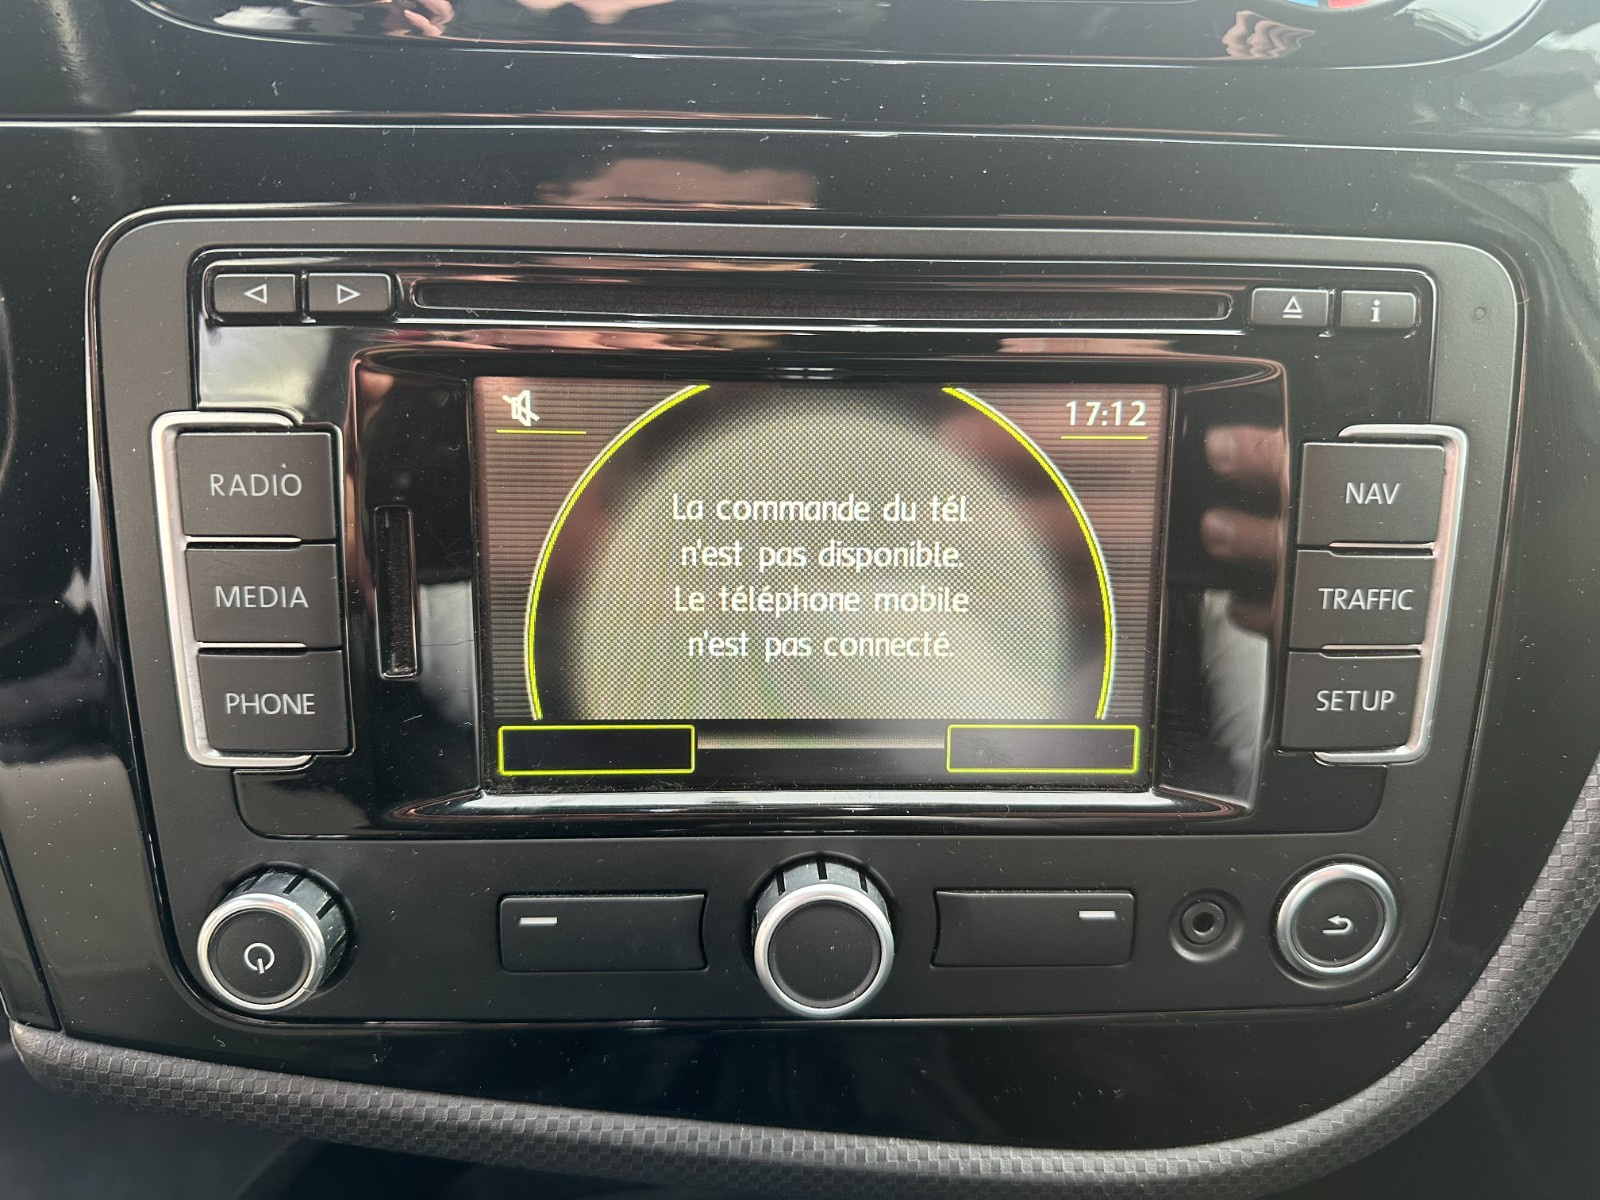 i
17:12
RADIO
MEDIA
PHONE
La commande du tél.
n'est pas disponible.
Le téléphone mobile
n'est pas connecté.
NAV
TRAFFIC
SETUP